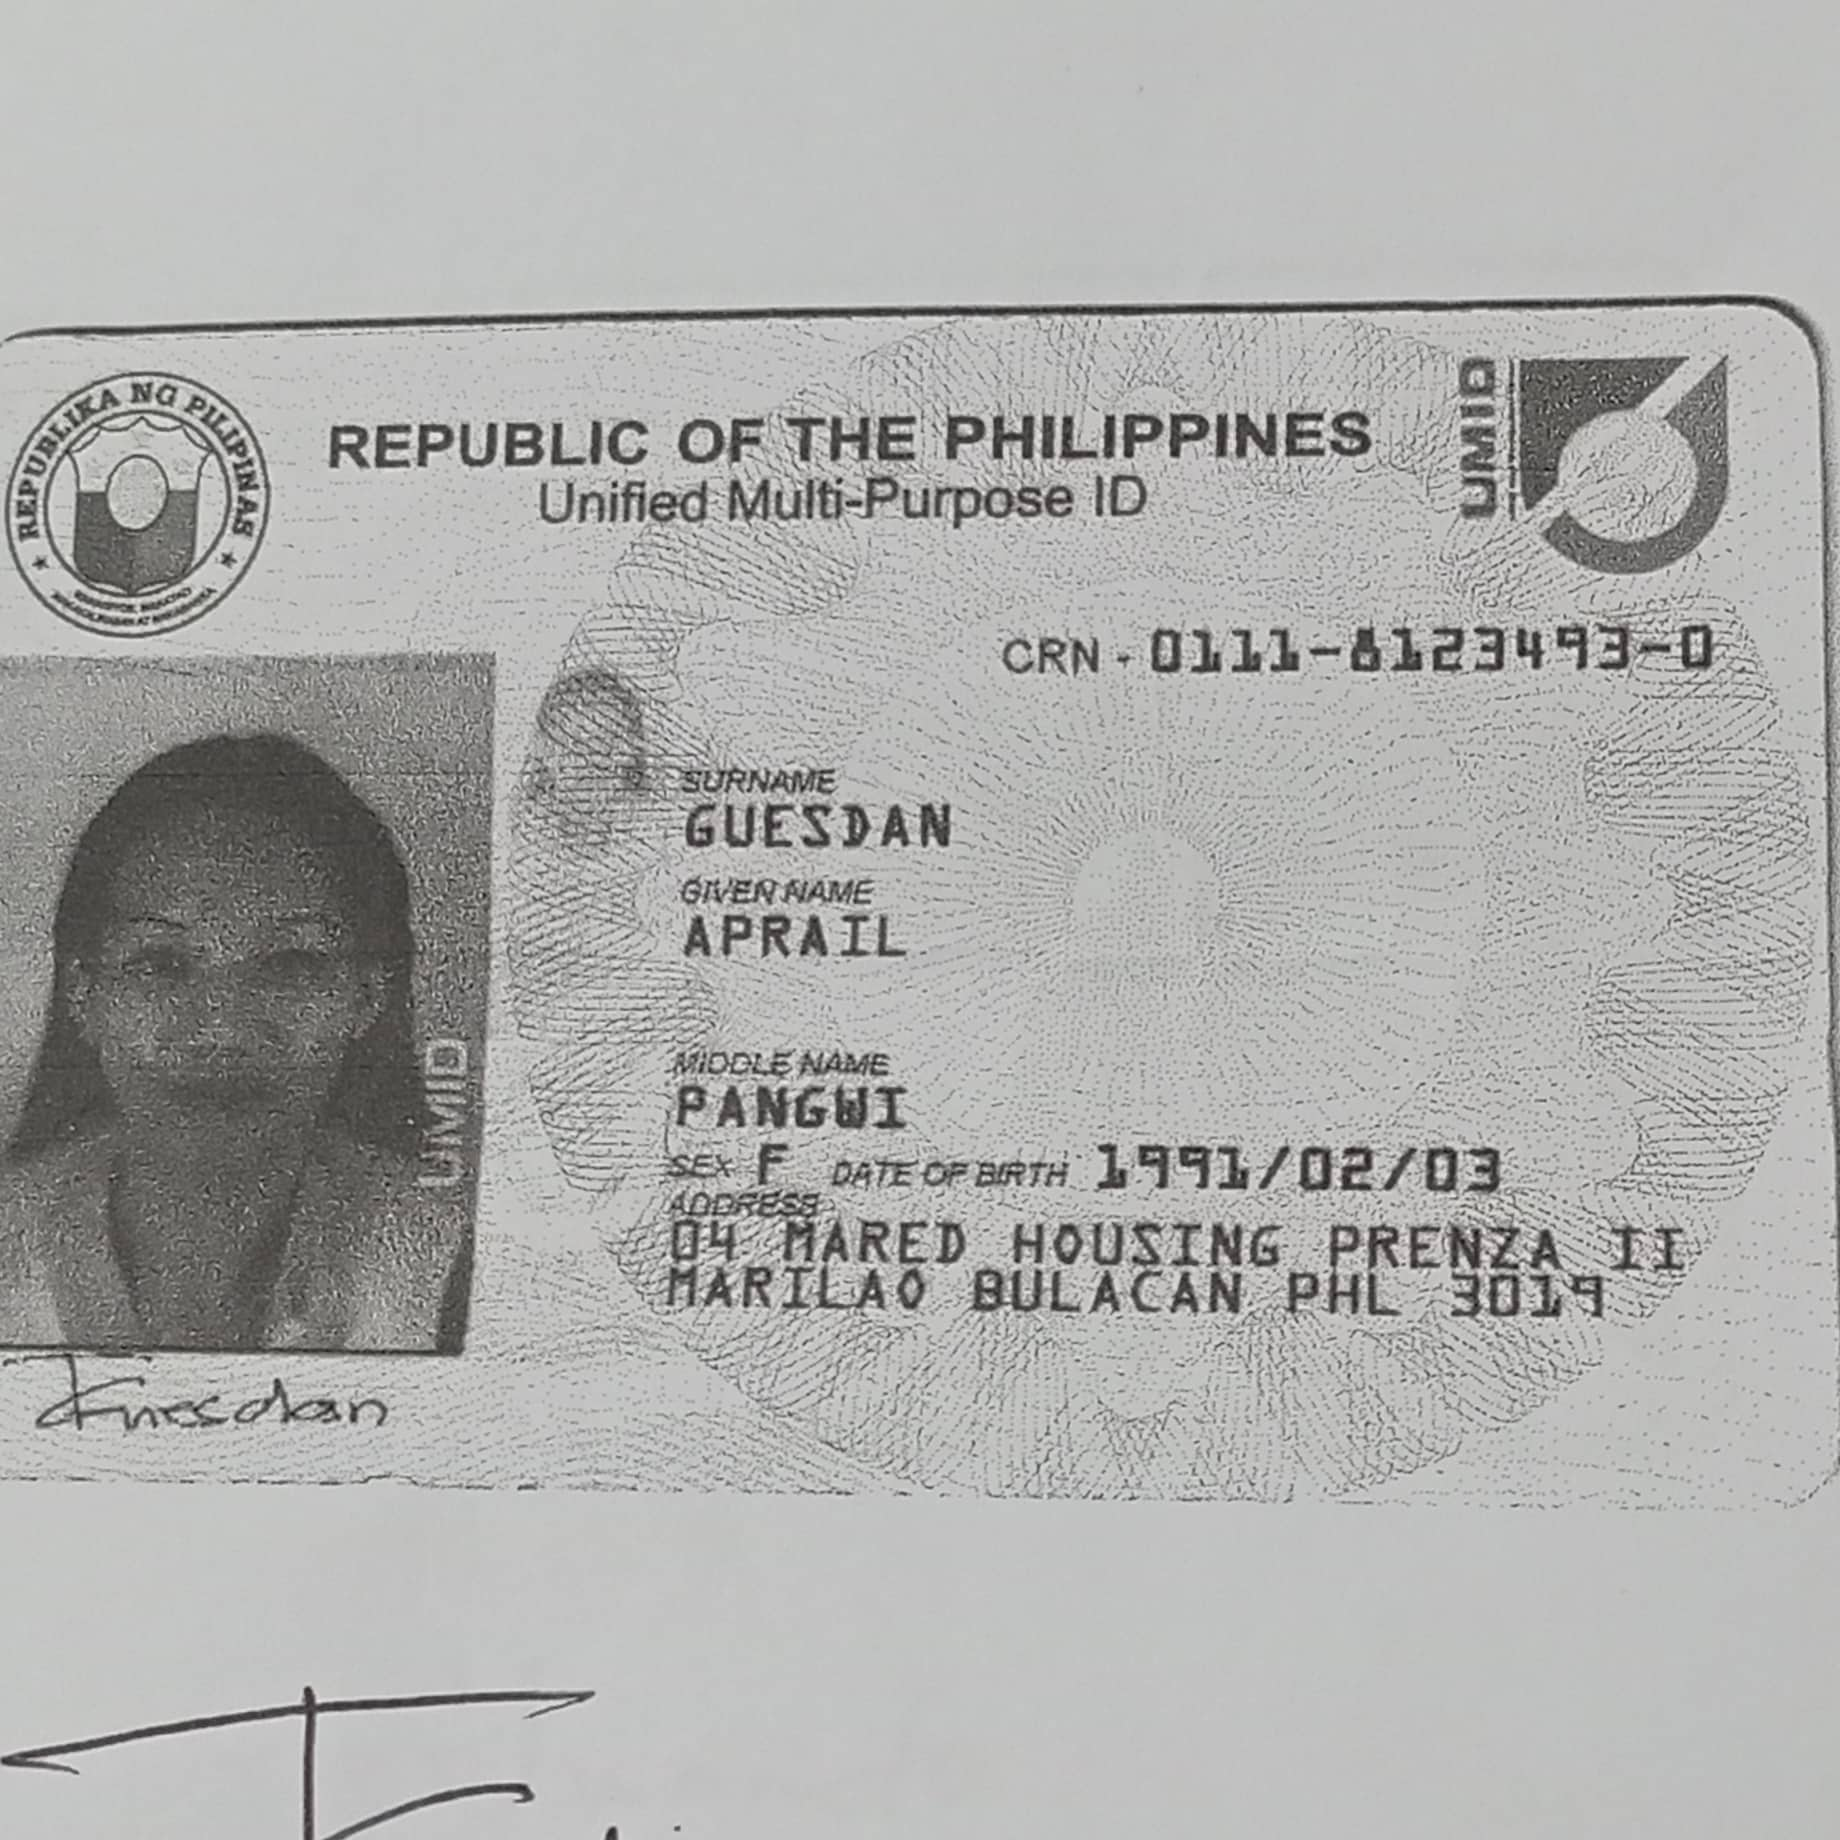 REPUBLIKA NG PILIPINAS
REPUBLIC OF THE PHILIPPINES
Unified Multi-Purpose ID
UMID
CRN - 0111-8123493-0
SURNAME
GUESDAN
GIVEN NAME
APRAIL
MIDDLE NAME
PANGWI
SEX F DATE OF BIRTH 1991/02/03
ADDRESS
04 MARED HOUSING PRENZA II
MARILAO BULACAN PHL 3019
UMID